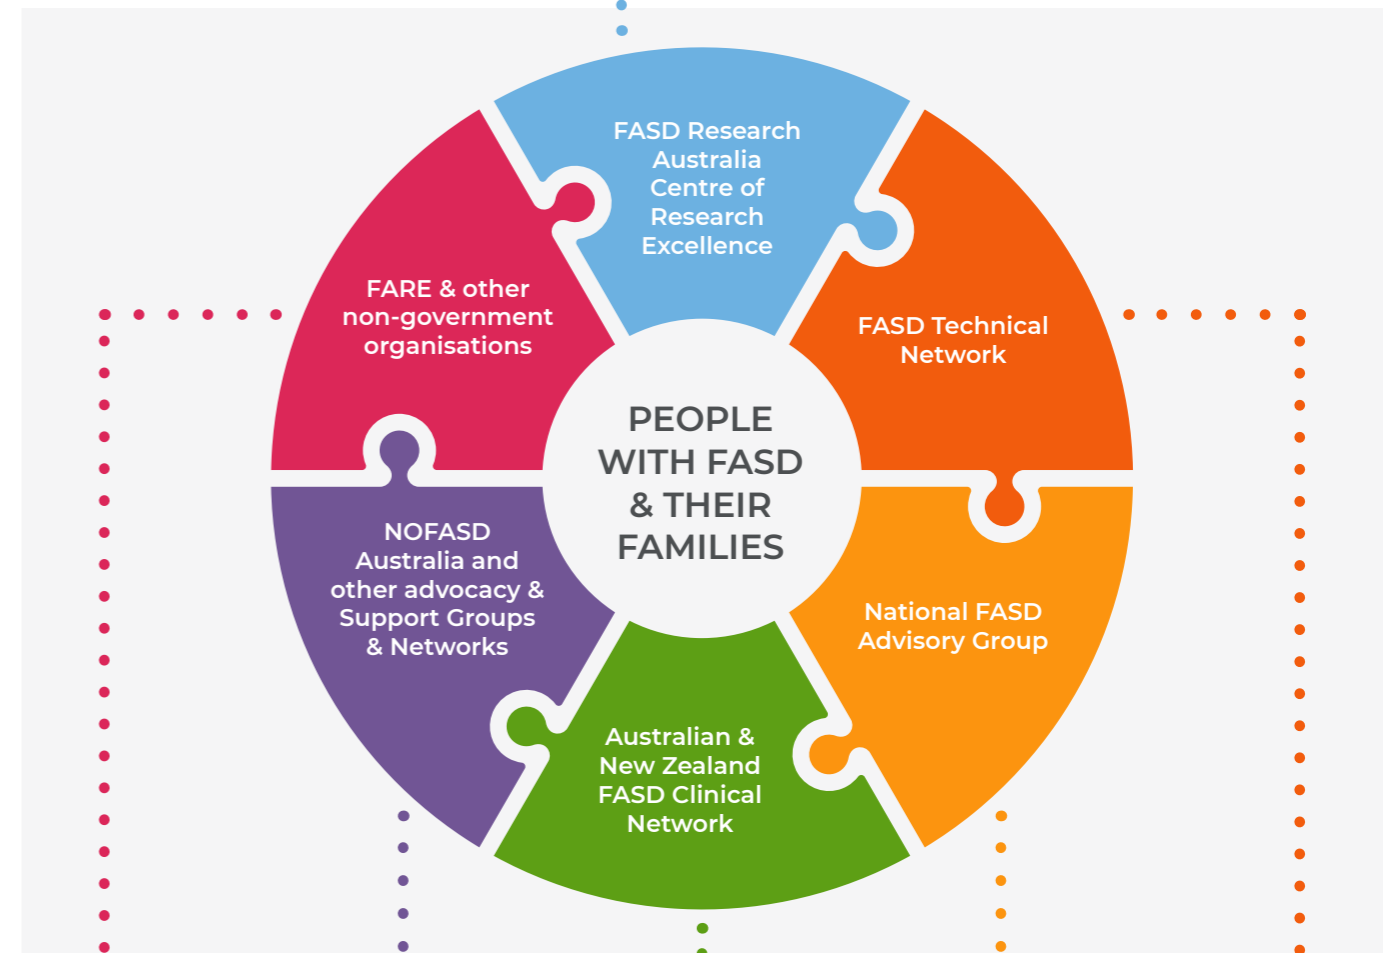 FASD Research
Australia
Centre of
Research
Excellence
FASD Technical
Network
National FASD
Advisory Group
Australian &
New Zealand
FASD Clinical
Network
NOFASD
Australia and
other advocacy &
Support Groups
& Networks
FARE & other
non-government
organisations
PEOPLE
WITH FASD
& THEIR
FAMILIES